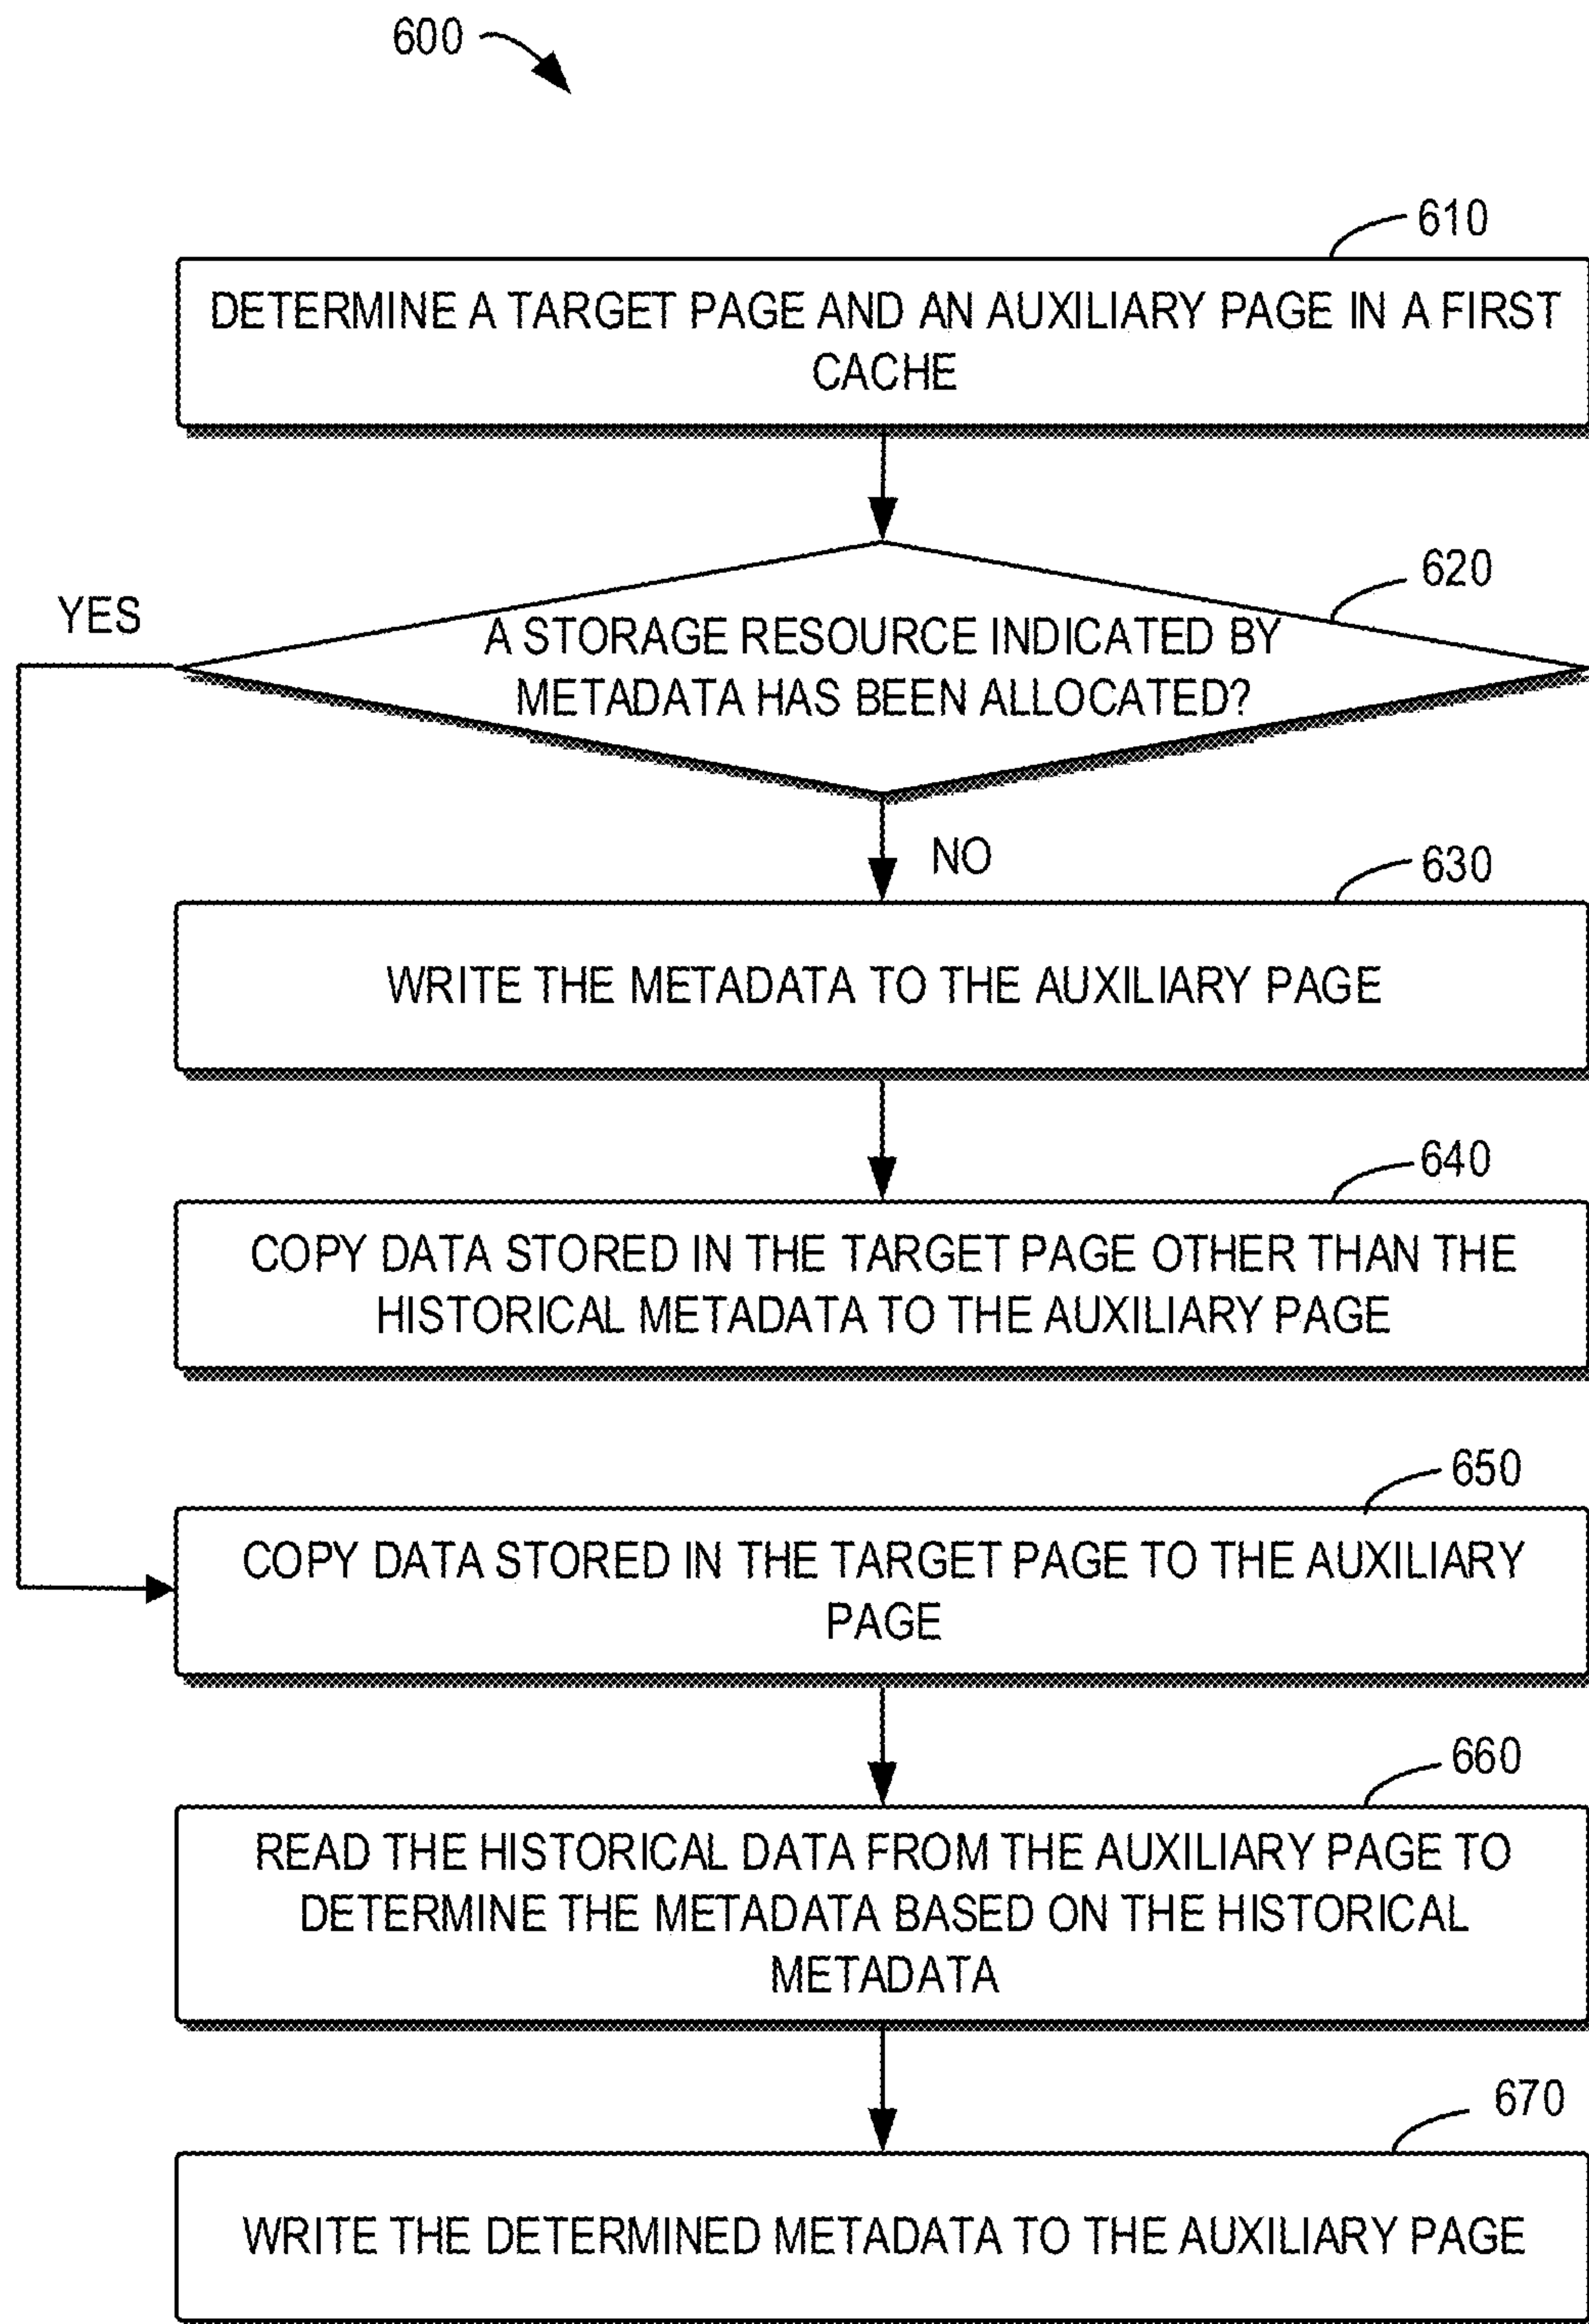 600
610
DETERMINE A TARGET PAGE AND AN AUXILIARY PAGE IN A FIRST
CACHE
620
YES
A STORAGE RESOURCE INDICATED BY
METADATA HAS BEEN ALLOCATED?
NO
630
WRITE THE METADATA TO THE AUXILIARY PAGE
640
COPY DATA STORED IN THE TARGET PAGE OTHER THAN THE
HISTORICAL METADATA TO THE AUXILIARY PAGE
650
COPY DATA STORED IN THE TARGET PAGE TO THE AUXILIARY
PAGE
660
READ THE HISTORICAL DATA FROM THE AUXILIARY PAGE TO
DETERMINE THE METADATA BASED ON THE HISTORICAL
METADATA
670
WRITE THE DETERMINED METADATA TO THE AUXILIARY PAGE